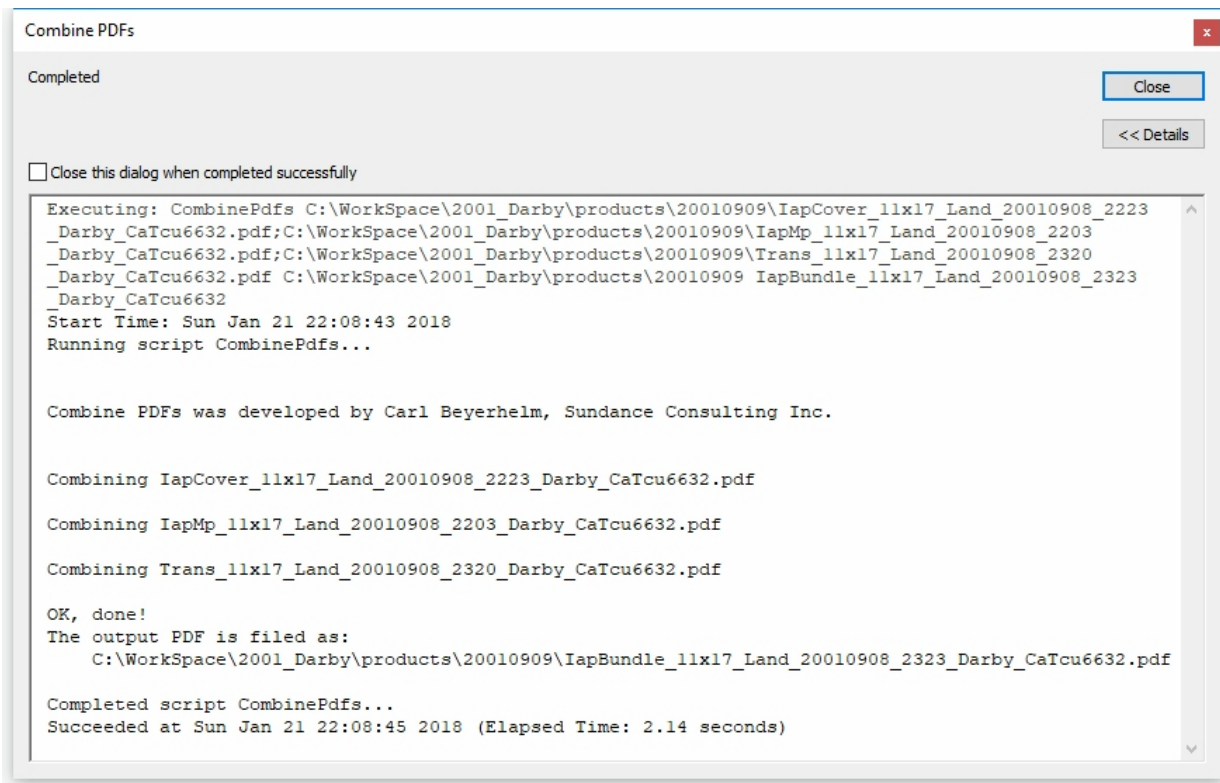 Combine PDFs
x
Completed
Close
<< Details
Close this dialog when completed successfully
Executing: CombinePdfs C:\WorkSpace\2001_Darby\products\20010909\IapCover_11x17_Land_20010908_2223
_Darby_CaTcu6632.pdf;C:\WorkSpace\2001_Darby\products\20010909\IapMp_11x17_Land_20010908_2203
_Darby_CaTcu6632.pdf;C:\WorkSpace\2001_Darby\products\20010909\Trans_11x17_Land_20010908_2320
_Darby_CaTcu6632.pdf C:\WorkSpace\2001_Darby\products\20010909 IapBundle_11x17_Land_20010908_2323
_Darby_CaTcu6632
Start Time: Sun Jan 21 22:08:43 2018
Running script CombinePdfs...
Combine PDFs was developed by Carl Beyerhelm, Sundance Consulting Inc.
Combining IapCover_11x17_Land_20010908_2223_Darby_CaTcu6632.pdf
Combining IapMp_11x17_Land_20010908_2203_Darby_CaTcu6632.pdf
Combining Trans_11x17_Land_20010908_2320_Darby_CaTcu6632.pdf
OK, done!
The output PDF is filed as:
C:\WorkSpace\2001_Darby\products\20010909\IapBundle_11x17_Land_20010908_2323_Darby_CaTcu6632.pdf
Completed script CombinePdfs...
Succeeded at Sun Jan 21 22:08:45 2018 (Elapsed Time: 2.14 seconds)